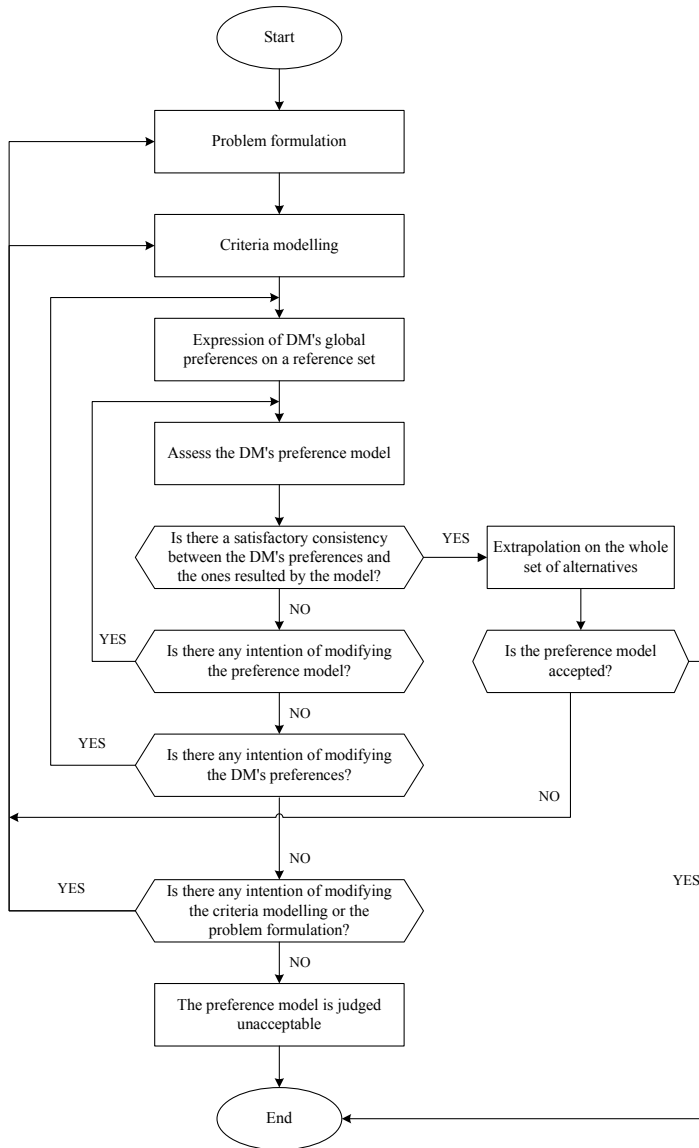 Start
Problem formulation
Criteria modelling
Expression of DM's global
preferences on a reference set
Assess the DM's preference model
Is there a satisfactory consistency
between the DM's preferences and
the ones resulted by the model?
YES
Extrapolation on the whole
set of alternatives
NO
YES
Is there any intention of modifying
the preference model?
Is the preference model
accepted?
NO
YES
Is there any intention of modifying
the DM's preferences?
NO
NO
YES
YES
Is there any intention of modifying
the criteria modelling or the
problem formulation?
NO
The preference model is judged
unacceptable
End